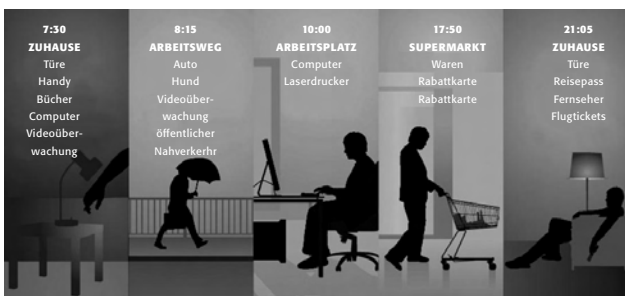 7:30
ZUHAUSE
Türe
Handy
Bücher
Computer
Videoüber-
wachung
8:15
ARBEITSWEG
Auto
Hund
Videoüber-
wachung
öffentlicher
Nahverkerhr
10:00
ARBEITSPLATZ
Computer
Laserdrucker
17:50
SUPERMARKT
Waren
Rabattkarte
Rabattkarte
21:05
ZUHAUSE
Türe
Reisepass
Fernseher
Flugtickets